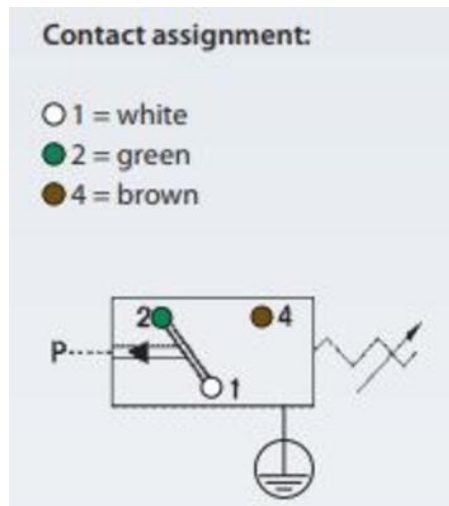 Contact assignment:
1 = white
2 = green
4 = brown
2
4
P
1